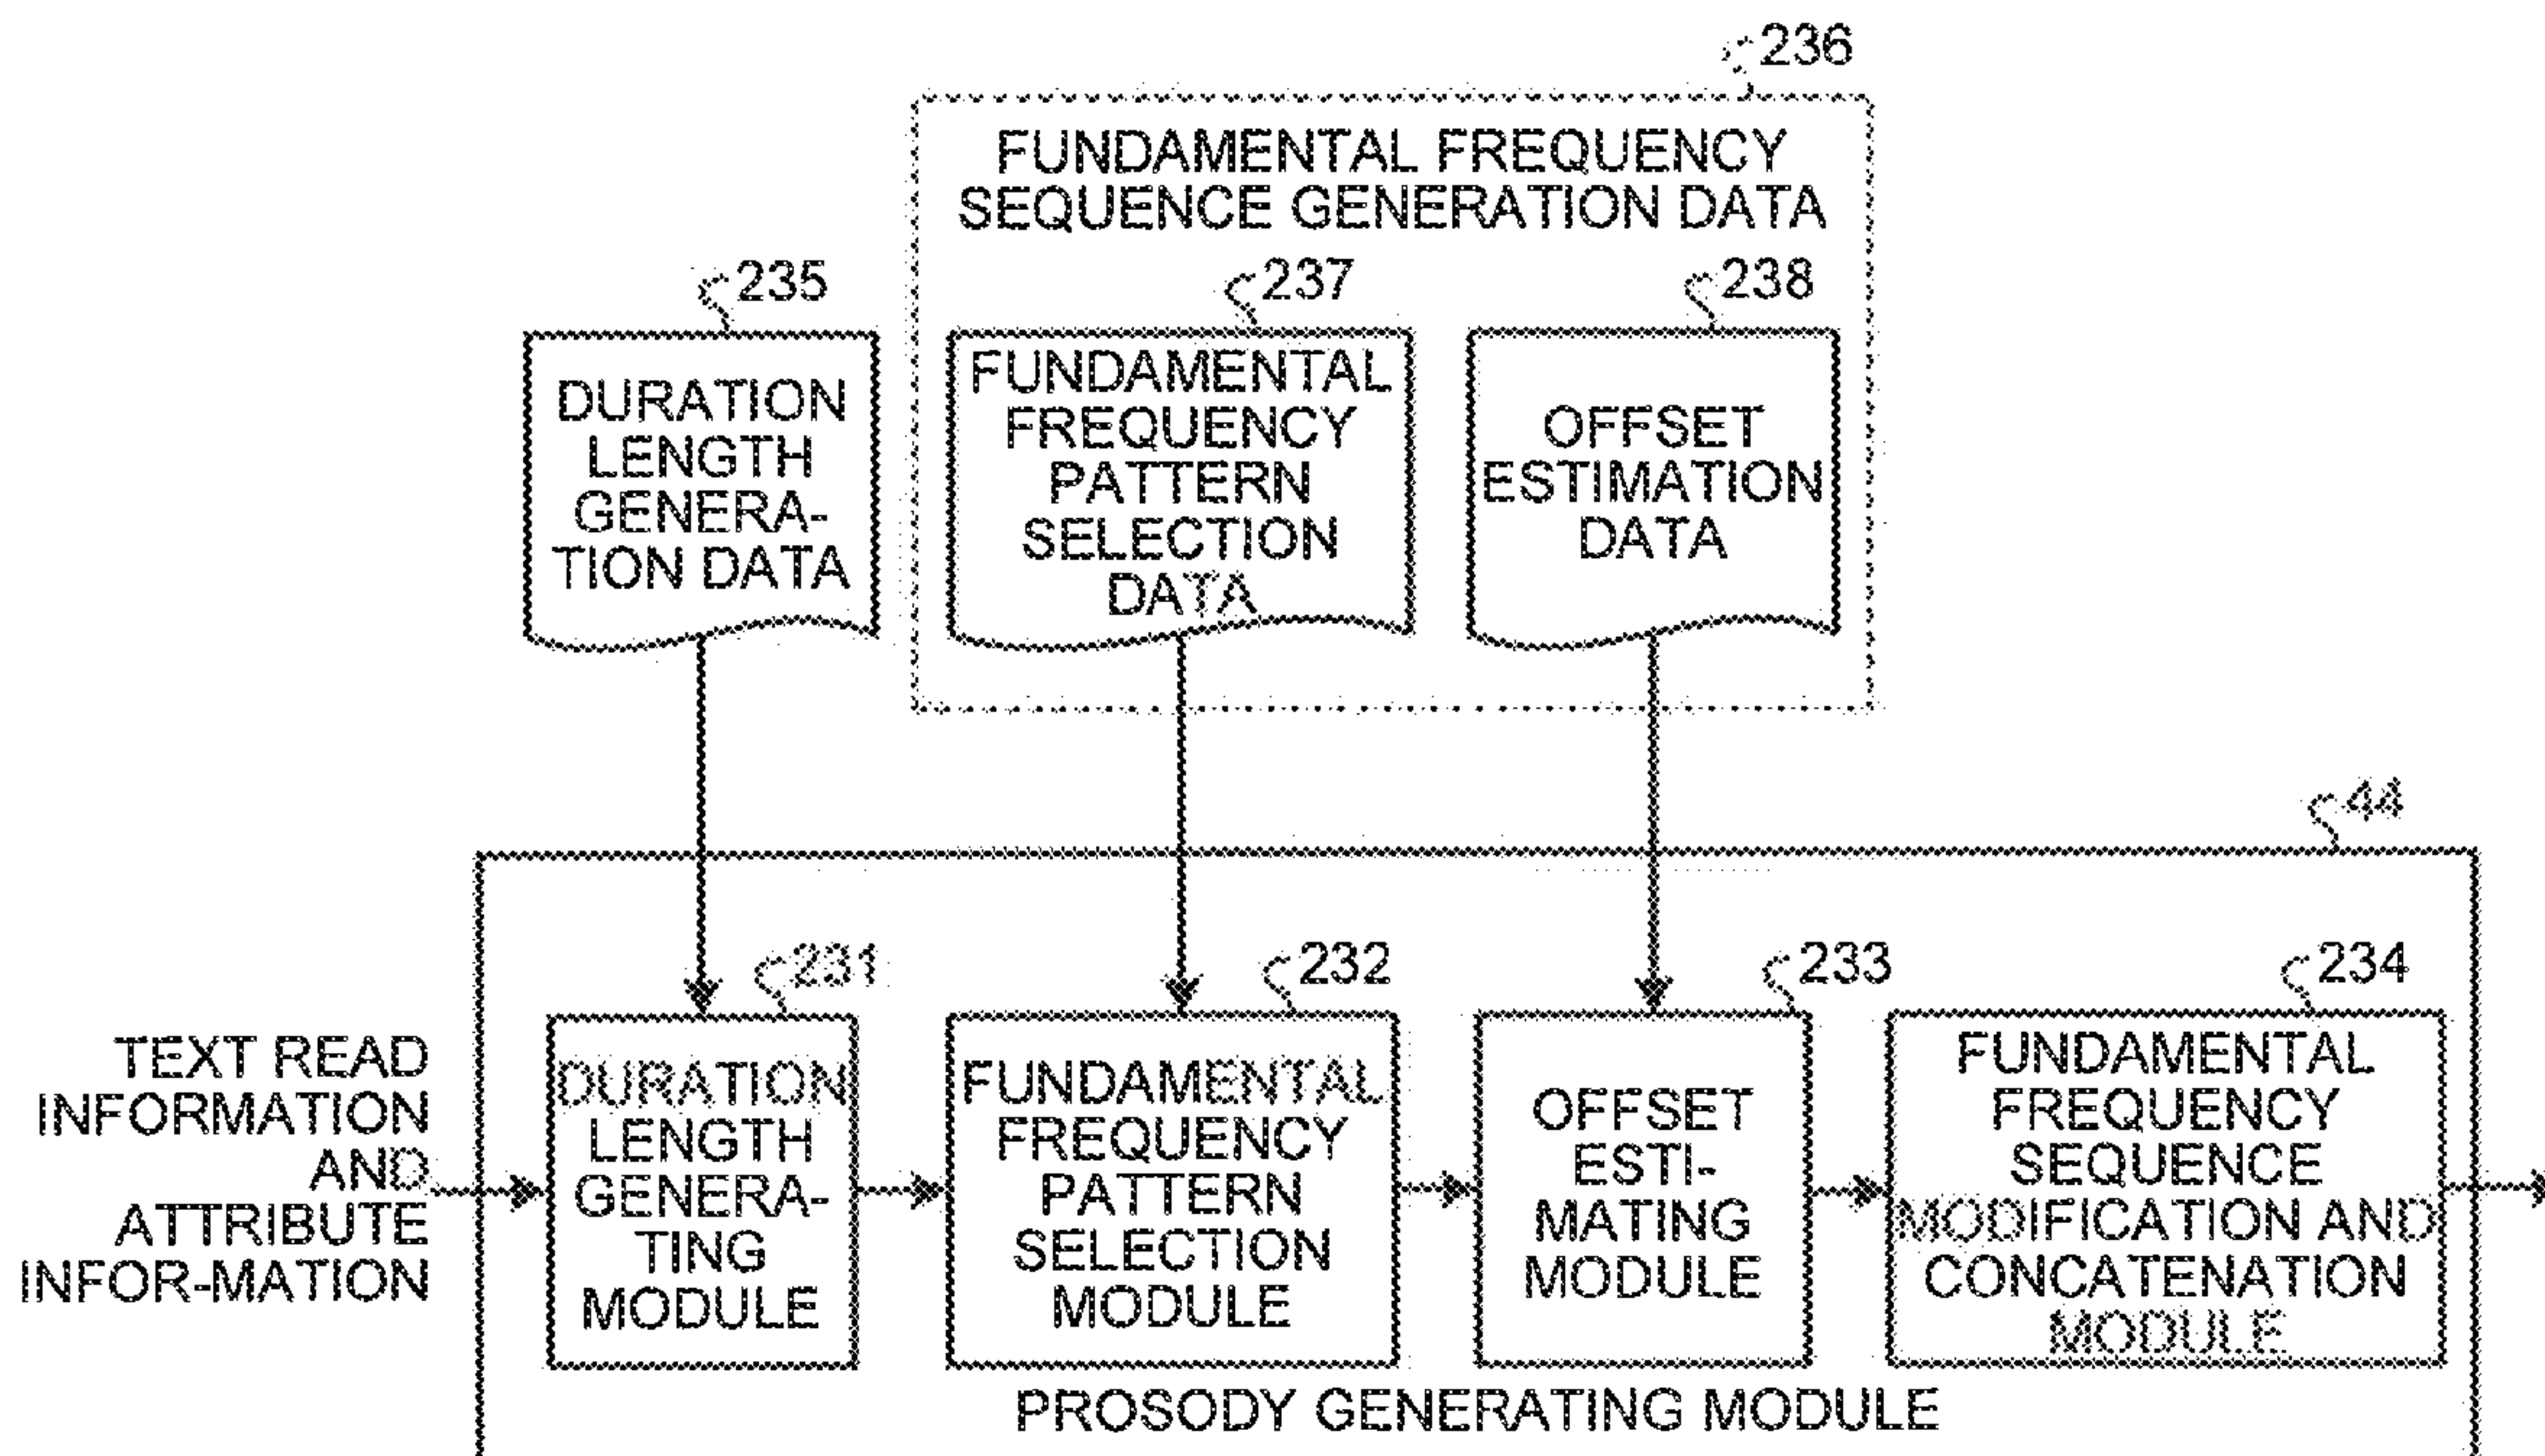 236
FUNDAMENTAL FREQUENCY
SEQUENCE GENERATION DATA
235
DURATION
LENGTH
GENERA-
TION DATA
237
FUNDAMENTAL
FREQUENCY
PATTERN
SELECTION
DATA
238
OFFSET
ESTIMATION
DATA
44
TEXT READ
INFORMATION
AND
ATTRIBUTE
INFOR-MATION
231
DURATION
LENGTH
GENERA-
TING
MODULE
232
FUNDAMENTAL
FREQUENCY
PATTERN
SELECTION
MODULE
233
OFFSET
ESTI-
MATING
MODULE
234
FUNDAMENTAL
FREQUENCY
SEQUENCE
MODIFICATION AND
CONCATENATION
MODULE
PROSODY GENERATING MODULE